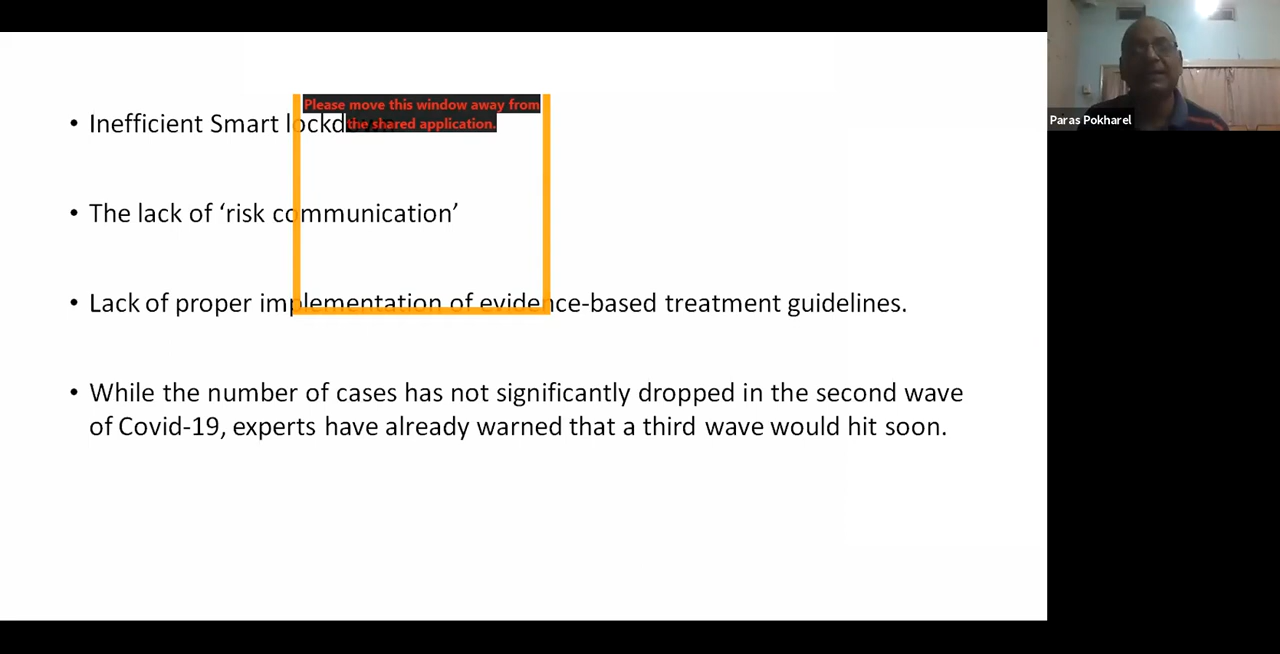 • Inefficient Smart lockd
Please move this window away from
the shared application.
• The lack of ‘risk communication’
• Lack of proper implementation of evidence-based treatment guidelines.
• While the number of cases has not significantly dropped in the second wave
of Covid-19, experts have already warned that a third wave would hit soon.
Paras Pokharel